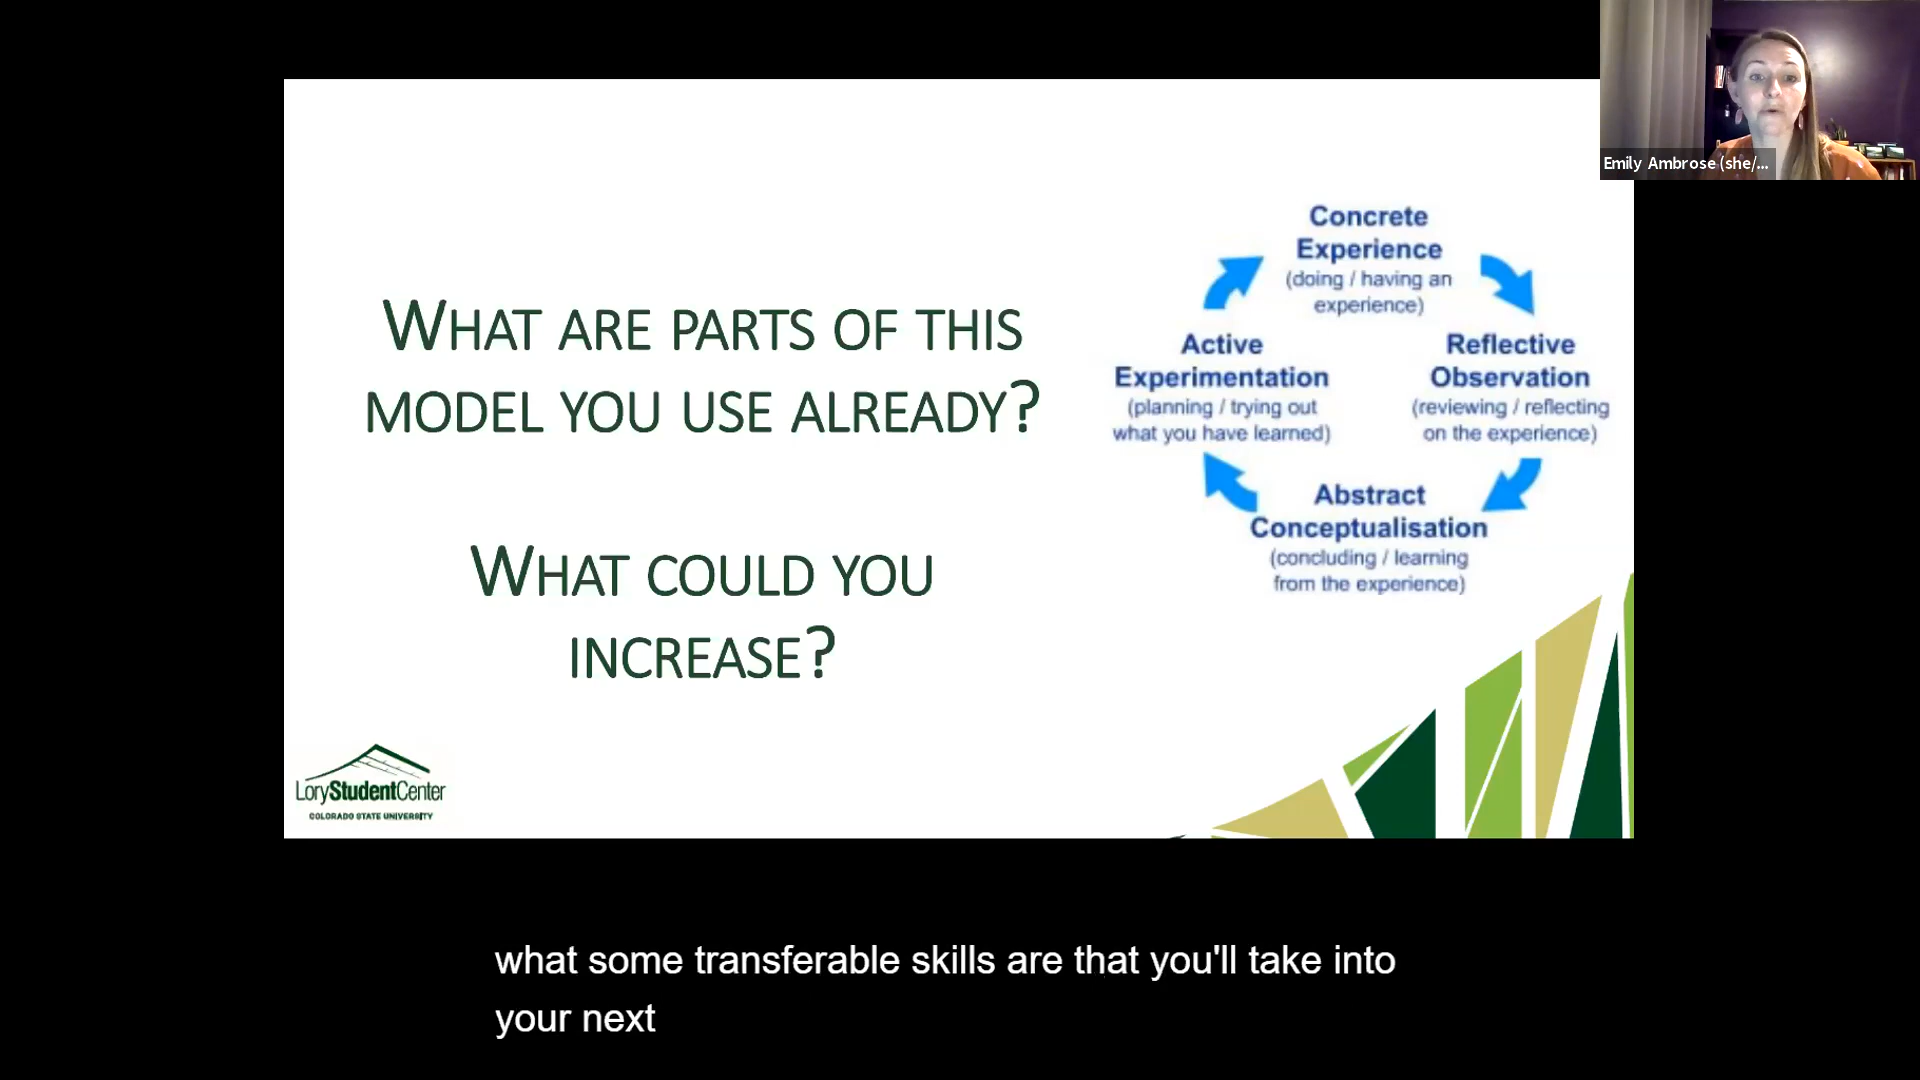 Emily Ambrose (she/...
WHAT ARE PARTS OF THIS
MODEL YOU USE ALREADY?
WHAT COULD YOU
INCREASE?
Concrete
Experience
(doing / having an
experience)
Reflective
Observation
(reviewing / reflecting
on the experience)
Abstract
Conceptualisation
(concluding / learning
from the experience)
Active
Experimentation
(planning / trying out
what you have learned)
LoryStudentCenter
COLORADO STATE UNIVERSITY
what some transferable skills are that you'll take into
your next